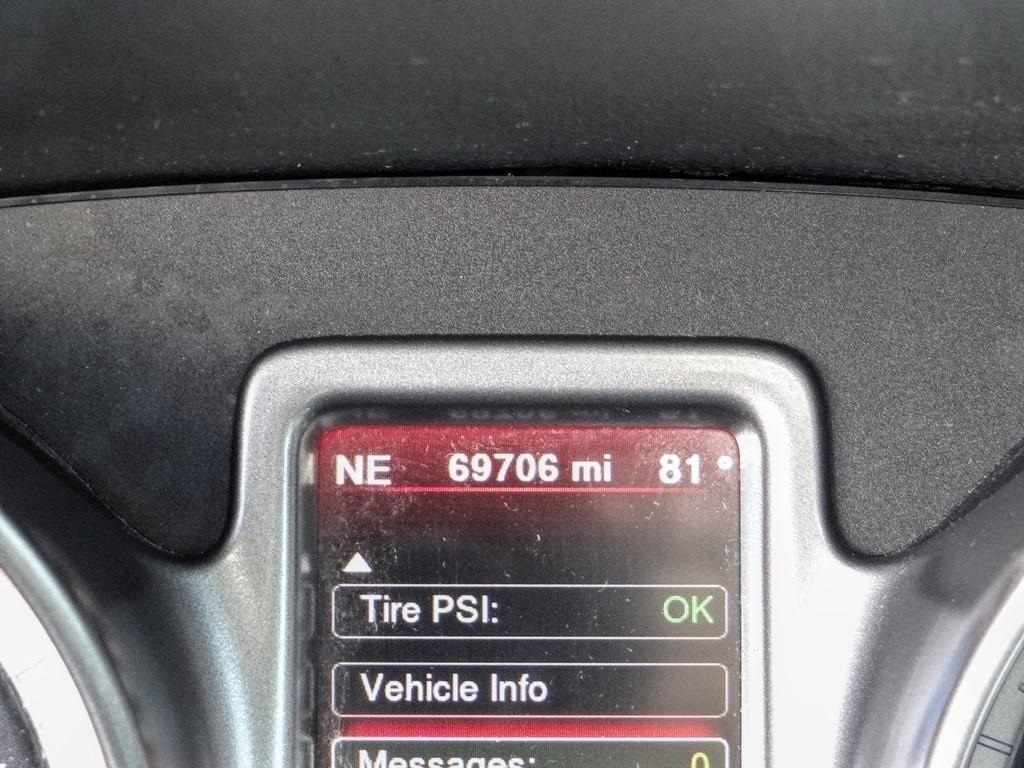 NE 69706 mi 81°
Tire PSI: OK
Vehicle Info
Messages: 0